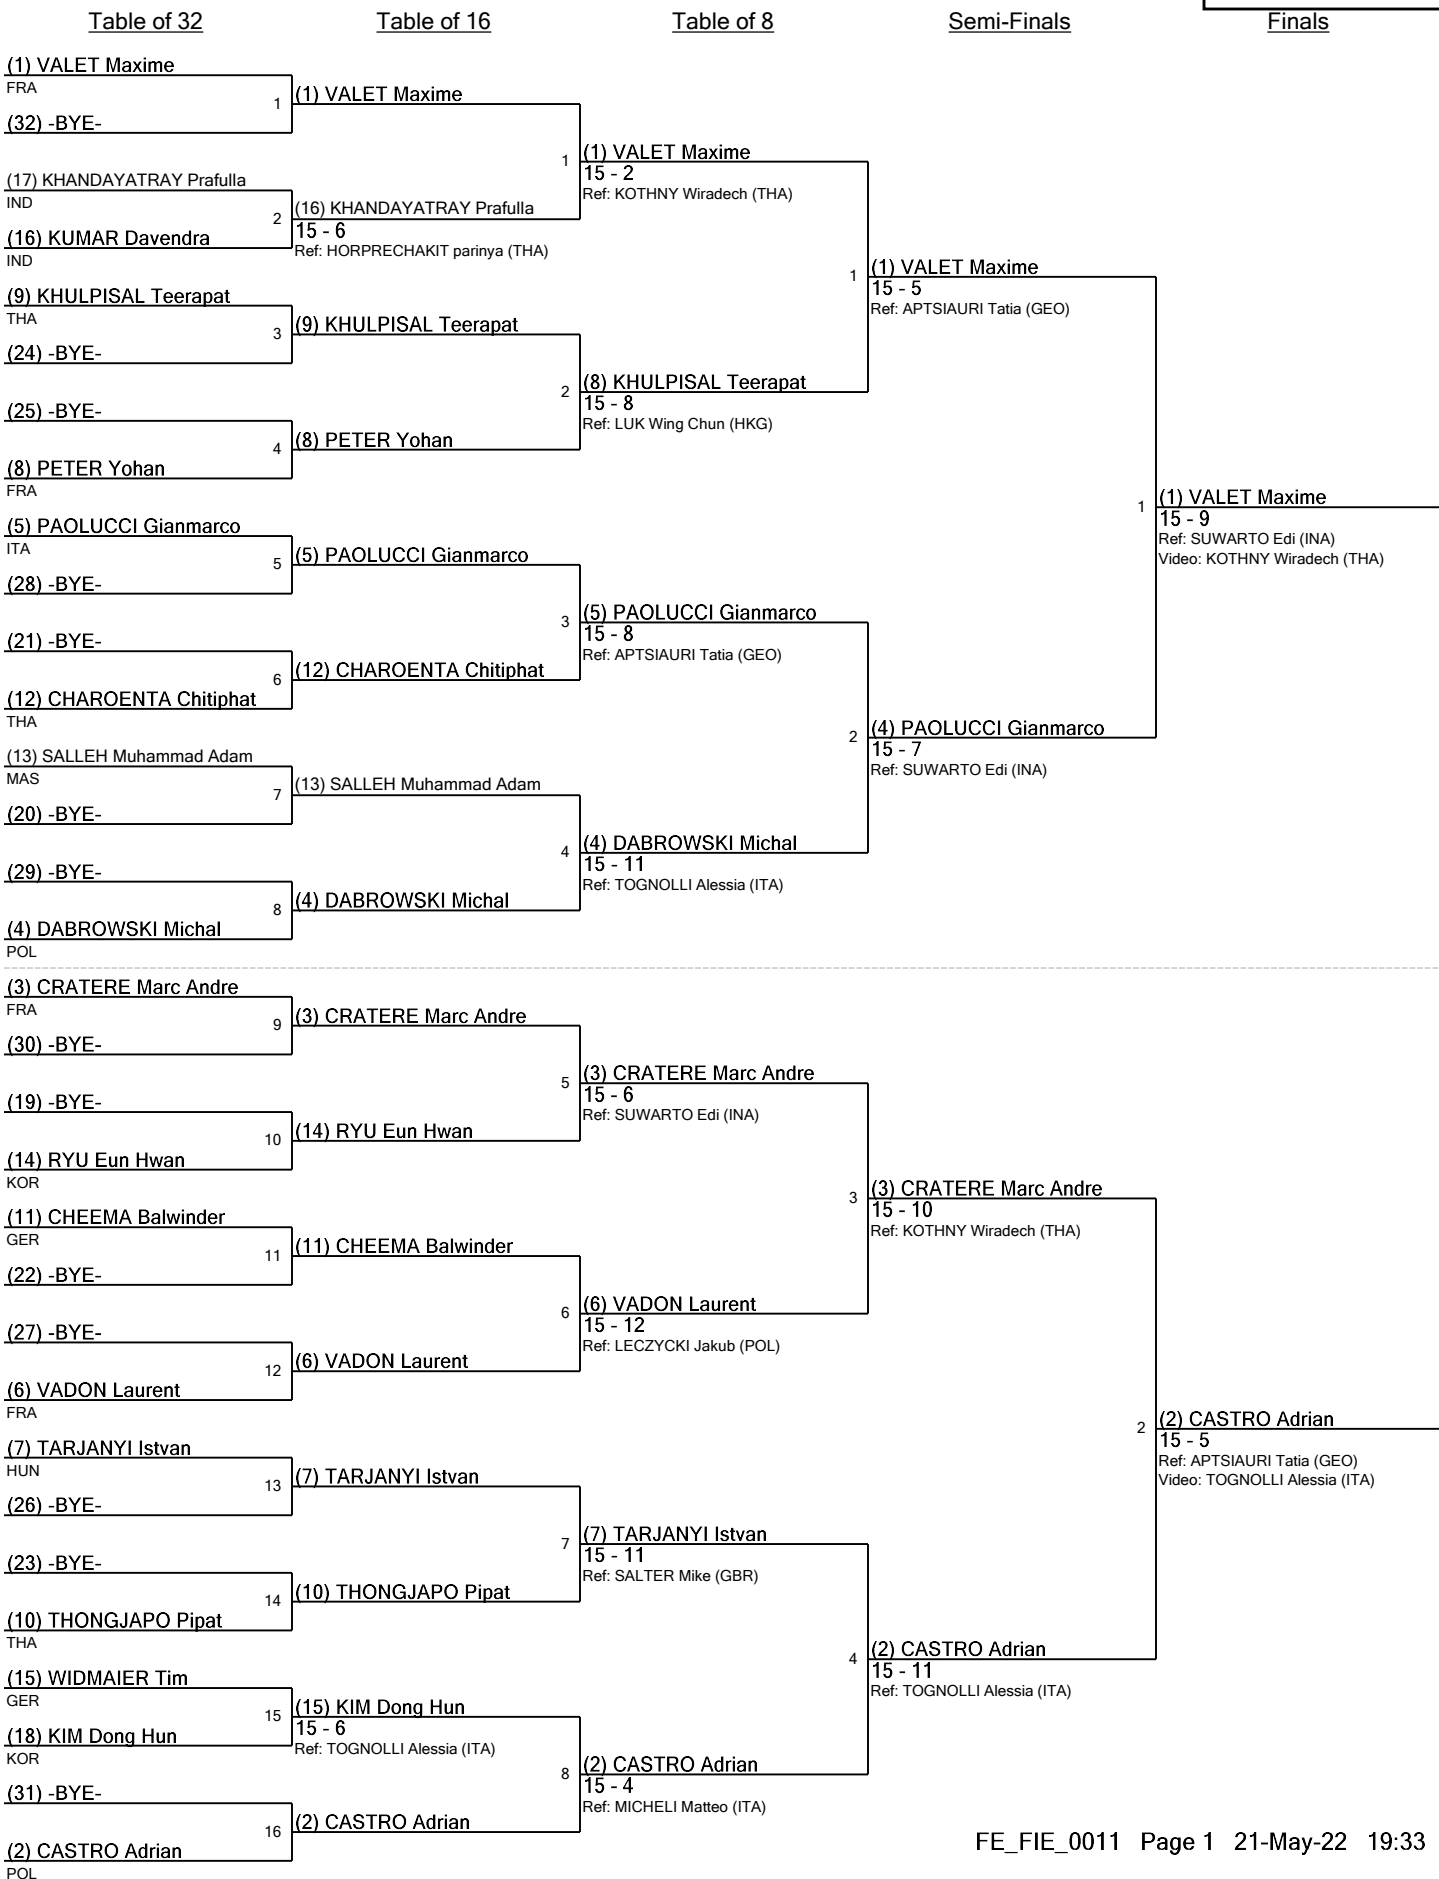 Table of 32
Table of 16
Table of 8
Semi-Finals
Finals
(1) VALET Maxime
FRA
1
(32) -BYE-
(17) KHANDAYATRAY Prafulla
IND
2
(16) KUMAR Davendra
IND
(9) KHULPISAL Teerapat
THA
3
(24) -BYE-
(25) -BYE-
4
(8) PETER Yohan
FRA
(5) PAOLUCCI Gianmarco
ITA
5
(28) -BYE-
(21) -BYE-
6
(12) CHAROENTA Chitiphat
THA
(13) SALLEH Muhammad Adam
MAS
7
(20) -BYE-
(29) -BYE-
8
(4) DABROWSKI Michal
POL
(3) CRATERE Marc Andre
FRA
9
(30) -BYE-
(19) -BYE-
10
(14) RYU Eun Hwan
KOR
(11) CHEEMA Balwinder
GER
11
(22) -BYE-
(27) -BYE-
12
(6) VADON Laurent
FRA
(7) TARJANYI Istvan
HUN
13
(26) -BYE-
(23) -BYE-
14
(10) THONGJAPO Pipat
THA
(15) WIDMAIER Tim
GER
15
(18) KIM Dong Hun
KOR
(31) -BYE-
16
(2) CASTRO Adrian
POL
(1) VALET Maxime
1
(16) KHANDAYATRAY Prafulla
15 - 6
Ref: HORPRECHAKIT parinya (THA)
(9) KHULPISAL Teerapat
2
(8) PETER Yohan
(5) PAOLUCCI Gianmarco
3
(12) CHAROENTA Chitiphat
(13) SALLEH Muhammad Adam
4
(4) DABROWSKI Michal
(3) CRATERE Marc Andre
5
(14) RYU Eun Hwan
(11) CHEEMA Balwinder
6
(6) VADON Laurent
(7) TARJANYI Istvan
7
(10) THONGJAPO Pipat
(15) KIM Dong Hun
15 - 6
Ref: TOGNOLLI Alessia (ITA)
8
(2) CASTRO Adrian
(1) VALET Maxime
15 - 2
Ref: KOTHNY Wiradech (THA)
1
(8) KHULPISAL Teerapat
15 - 8
Ref: LUK Wing Chun (HKG)
(5) PAOLUCCI Gianmarco
15 - 8
Ref: APTSIAURI Tatia (GEO)
2
(4) DABROWSKI Michal
15 - 11
Ref: TOGNOLLI Alessia (ITA)
(3) CRATERE Marc Andre
15 - 6
Ref: SUWARTO Edi (INA)
3
(6) VADON Laurent
15 - 12
Ref: LECZYCKI Jakub (POL)
(7) TARJANYI Istvan
15 - 11
Ref: SALTER Mike (GBR)
4
(2) CASTRO Adrian
15 - 4
Ref: MICHELI Matteo (ITA)
(1) VALET Maxime
15 - 5
Ref: APTSIAURI Tatia (GEO)
1
(4) PAOLUCCI Gianmarco
15 - 7
Ref: SUWARTO Edi (INA)
(3) CRATERE Marc Andre
15 - 10
Ref: KOTHNY Wiradech (THA)
2
(2) CASTRO Adrian
15 - 11
Ref: TOGNOLLI Alessia (ITA)
(1) VALET Maxime
15 - 9
Ref: SUWARTO Edi (INA)
Video: KOTHNY Wiradech (THA)
(2) CASTRO Adrian
15 - 5
Ref: APTSIAURI Tatia (GEO)
Video: TOGNOLLI Alessia (ITA)
FE_FIE_0011 Page 1 21-May-22 19:33